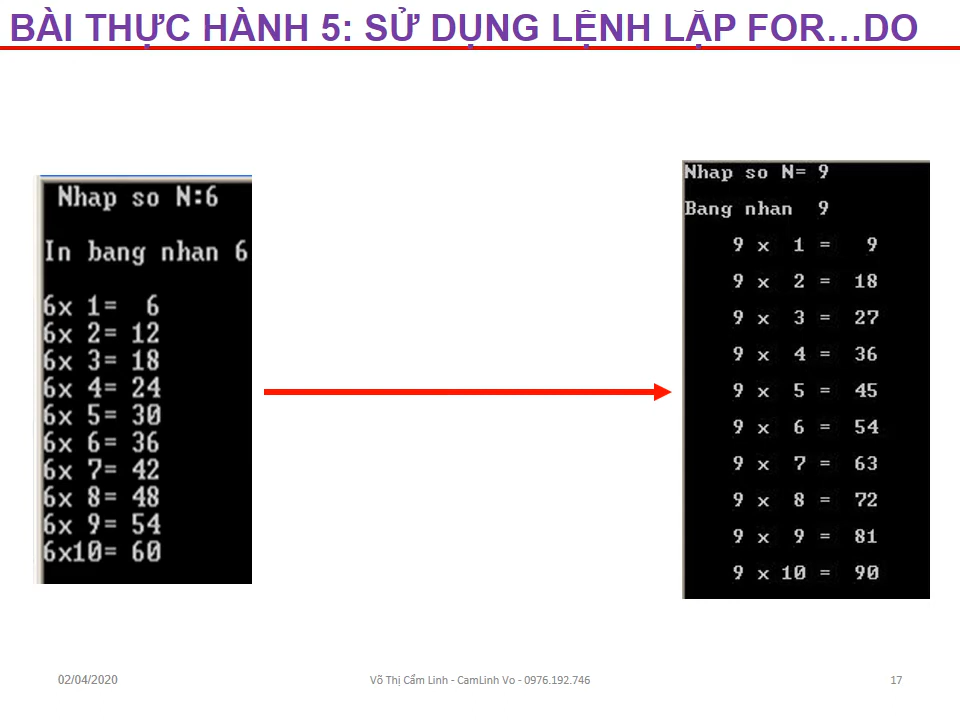 BÀI THỰC HÀNH 5: SỬ DỤNG LỆNH LẶP FOR…DO
Nhap so N:6
In bang nhan 6
6x 1=  6
6x 2= 12
6x 3= 18
6x 4= 24
6x 5= 30
6x 6= 36
6x 7= 42
6x 8= 48
6x 9= 54
6x10= 60
Nhap so N= 9
Bang nhan  9
9 x  1 =   9
9 x  2 =  18
9 x  3 =  27
9 x  4 =  36
9 x  5 =  45
9 x  6 =  54
9 x  7 =  63
9 x  8 =  72
9 x  9 =  81
9 x 10 =  90
02/04/2020
Võ Thị Cẩm Linh - CamLinh Vo - 0976.192.746
17